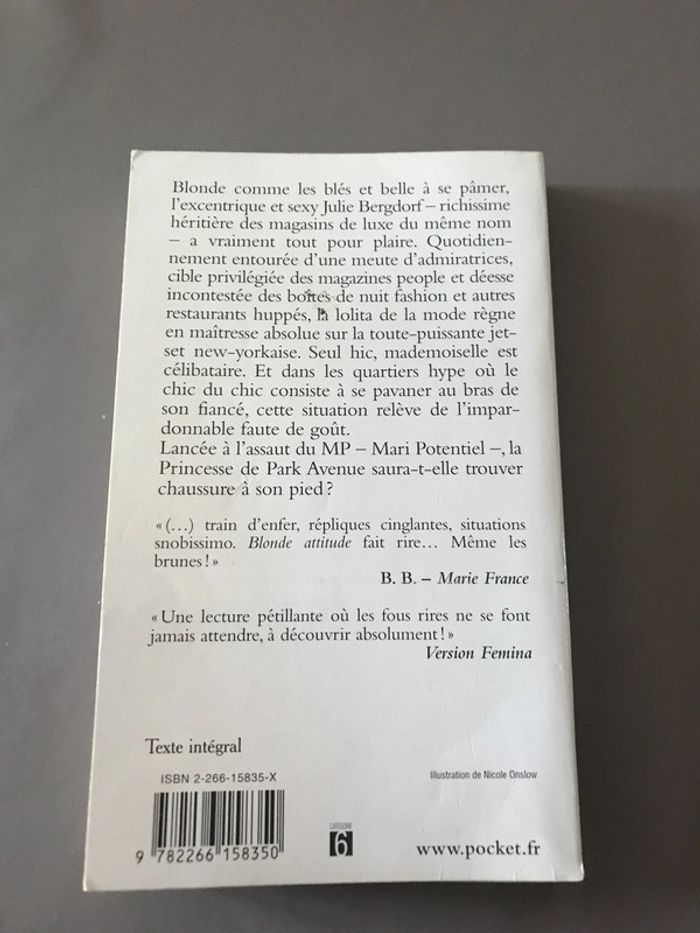 Blonde comme les blés et belle à se pâmer,
l'excentrique et sexy Julie Bergdorf – richissime
héritière des magasins de luxe du même nom
– a vraiment tout pour plaire. Quotidien-
nement entourée d'une meute d'admiratrices,
cible privilégiée des magazines people et déesse
incontestée des boîtes de nuit fashion et autres
restaurants huppés, la lolita de la mode règne
en maîtresse absolue sur la toute-puissante jet-
set new-yorkaise. Seul hic, mademoiselle est
célibataire. Et dans les quartiers hype où le
chic du chic consiste à se pavaner au bras de
son fiancé, cette situation relève de l'impar-
donnable faute de goût.
Lancée à l'assaut du MP – Mari Potentiel –, la
Princesse de Park Avenue saura-t-elle trouver
chaussure à son pied ?
« (…) train d'enfer, répliques cinglantes, situations
snobissimo. Blonde attitude fait rire… Même les
brunes ! »
B. B. – Marie France
« Une lecture pétillante où les fous rires ne se font
jamais attendre, à découvrir absolument ! »
Version Femina
Texte intégral
ISBN 2-266-15835-X
Illustration de Nicole Onslow
9 782266 158350
CATÉGORIE
6
www.pocket.fr